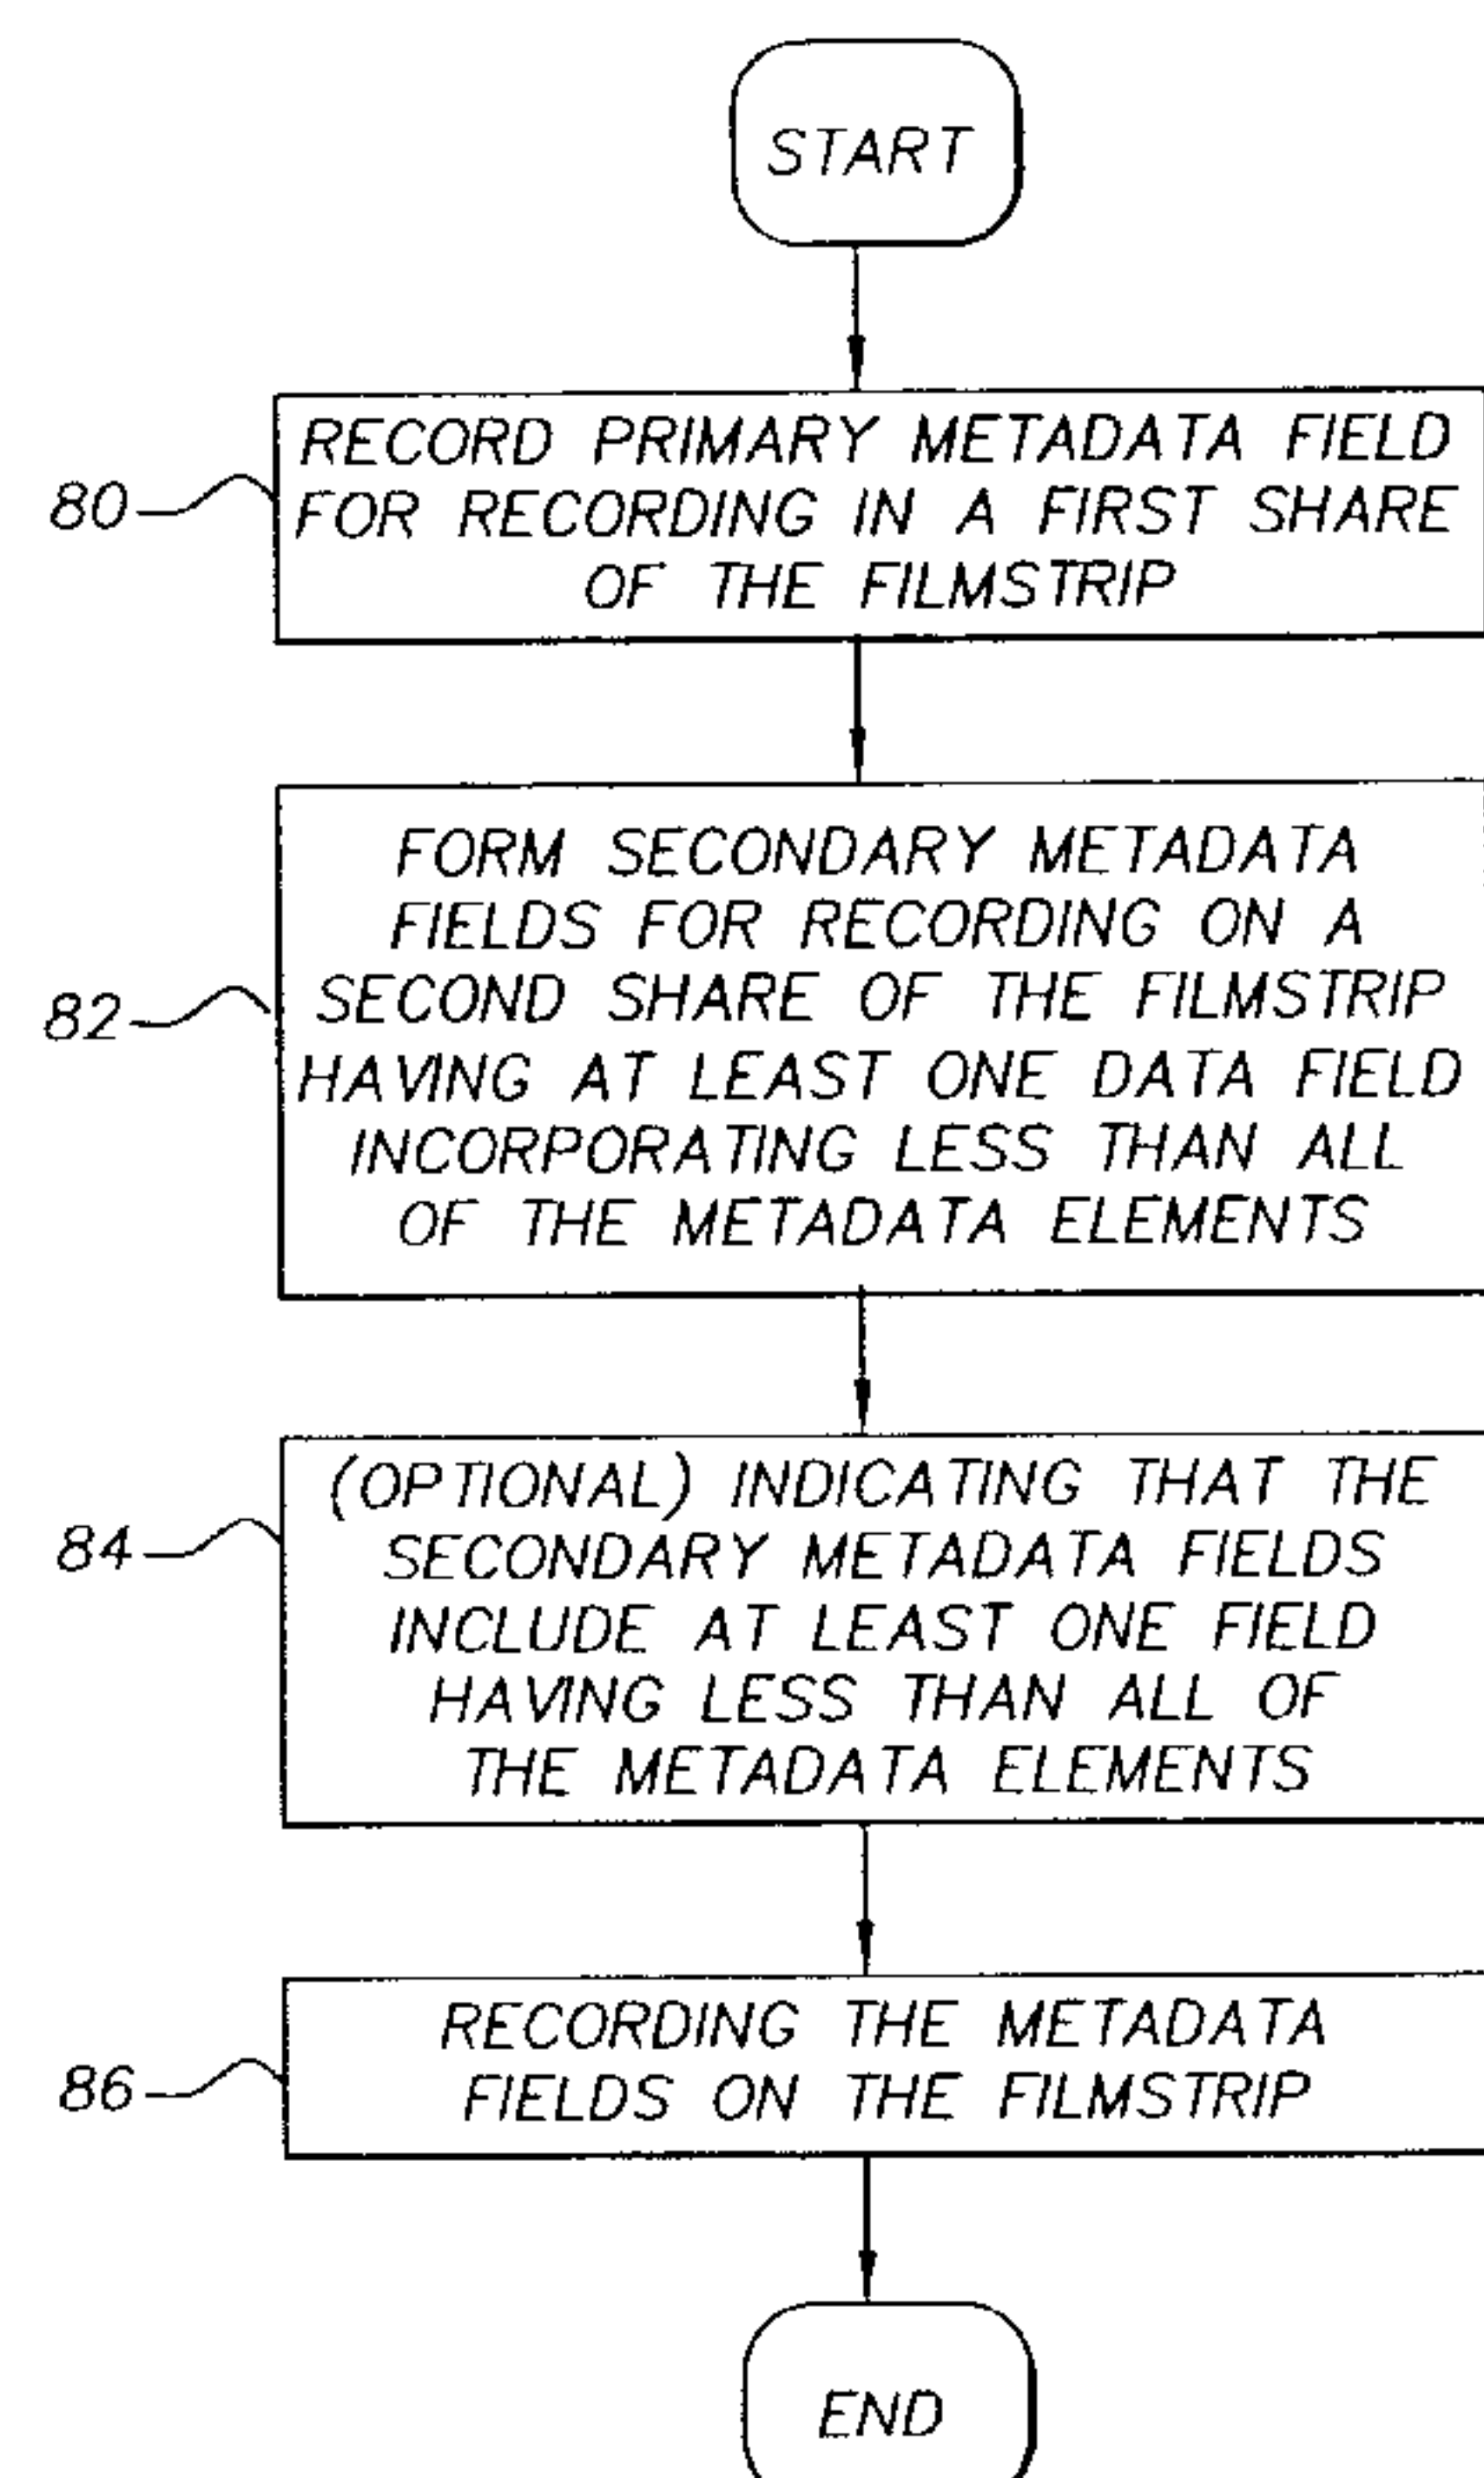 START
RECORD PRIMARY METADATA FIELD
FOR RECORDING IN A FIRST SHARE
OF THE FILMSTRIP
80
FORM SECONDARY METADATA
FIELDS FOR RECORDING ON A
SECOND SHARE OF THE FILMSTRIP
HAVING AT LEAST ONE DATA FIELD
INCORPORATING LESS THAN ALL
OF THE METADATA ELEMENTS
82
(OPTIONAL) INDICATING THAT THE
SECONDARY METADATA FIELDS
INCLUDE AT LEAST ONE FIELD
HAVING LESS THAN ALL OF
THE METADATA ELEMENTS
84
RECORDING THE METADATA
FIELDS ON THE FILMSTRIP
86
END